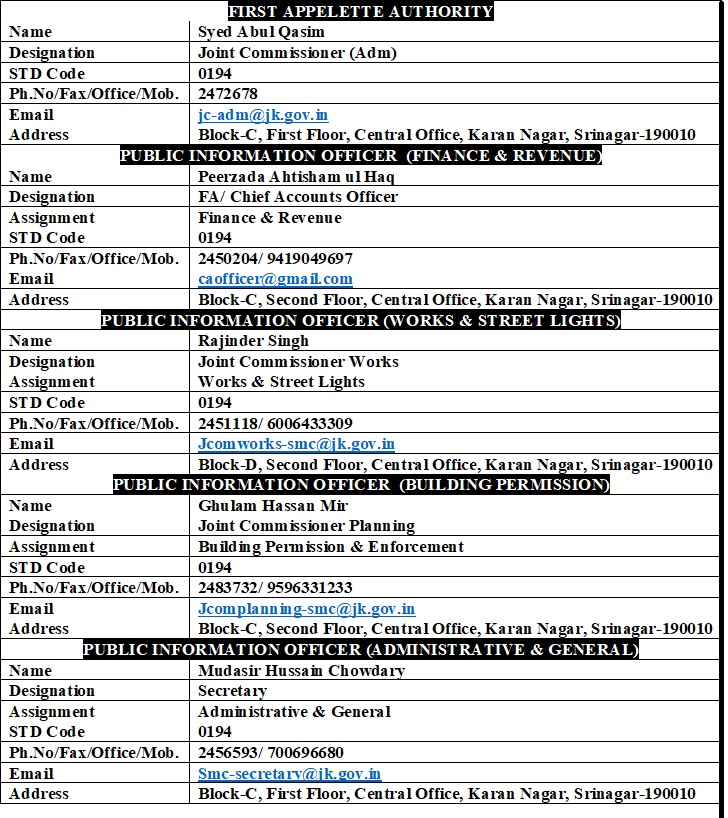 FIRST APPELETTE AUTHORITY
Name Syed Abul Qasim
Designation Joint Commissioner (Adm)
STD Code 0194
Ph.No/Fax/Office/Mob. 2472678
Email jc-adm@jk.gov.in
Address Block-C, First Floor, Central Office, Karan Nagar, Srinagar-190010
PUBLIC INFORMATION OFFICER (FINANCE & REVENUE)
Name Peerzada Ahtisham ul Haq
Designation FA/ Chief Accounts Officer
Assignment Finance & Revenue
STD Code 0194
Ph.No/Fax/Office/Mob. 2450204/ 9419049697
Email caofficer@gmail.com
Address Block-C, Second Floor, Central Office, Karan Nagar, Srinagar-190010
PUBLIC INFORMATION OFFICER (WORKS & STREET LIGHTS)
Name Rajinder Singh
Designation Joint Commissioner Works
Assignment Works & Street Lights
STD Code 0194
Ph.No/Fax/Office/Mob. 2451118/ 6006433309
Email Jcomworks-smc@jk.gov.in
Address Block-D, Second Floor, Central Office, Karan Nagar, Srinagar-190010
PUBLIC INFORMATION OFFICER (BUILDING PERMISSION)
Name Ghulam Hassan Mir
Designation Joint Commissioner Planning
Assignment Building Permission & Enforcement
STD Code 0194
Ph.No/Fax/Office/Mob. 2483732/ 9596331233
Email Jcomplanning-smc@jk.gov.in
Address Block-C, Second Floor, Central Office, Karan Nagar, Srinagar-190010
PUBLIC INFORMATION OFFICER (ADMINISTRATIVE & GENERAL)
Name Mudasir Hussain Chowdary
Designation Secretary
Assignment Administrative & General
STD Code 0194
Ph.No/Fax/Office/Mob. 2456593/ 700696680
Email Smc-secretary@jk.gov.in
Address Block-C, First Floor, Central Office, Karan Nagar, Srinagar-190010